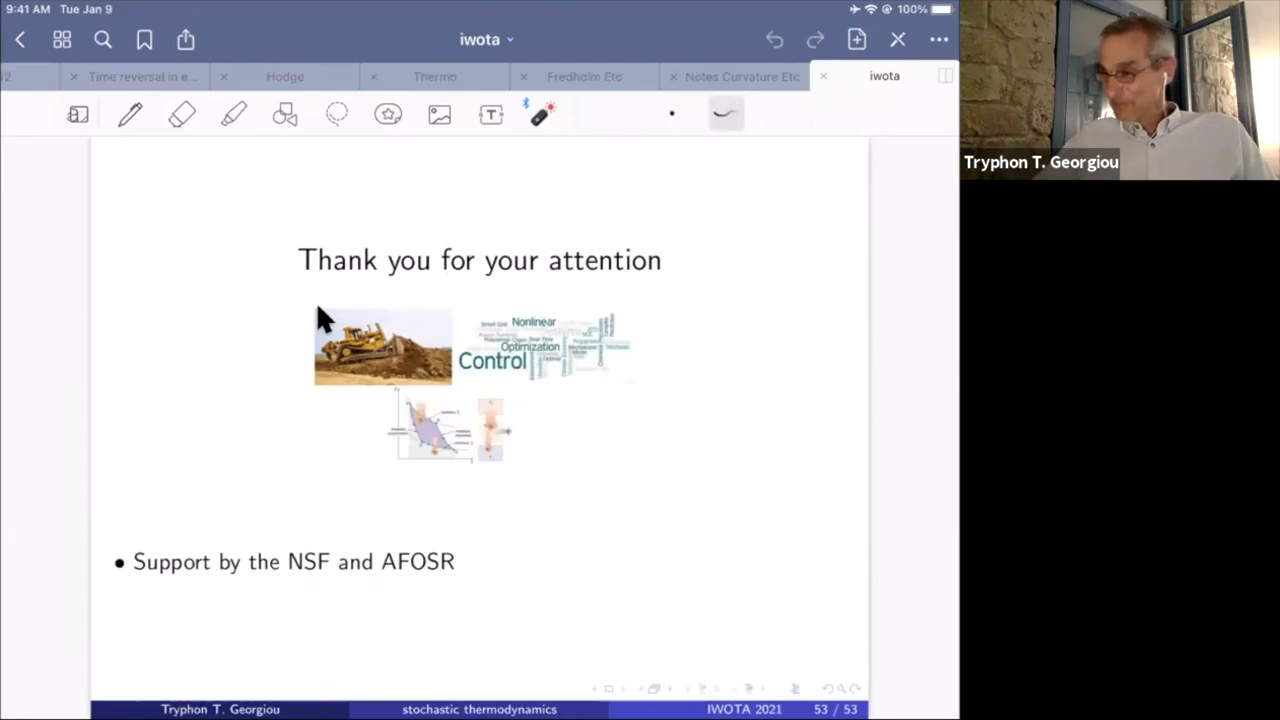 9:41 AM Tue Jan 9
100%
iwota
Time reversal in e...
Hodge
Thermo
Fredholm Etc
Notes Curvature Etc
iwota
T
Tryphon T. Georgiou
Thank you for your attention
Smart Grid
Nonlinear
Optimization
Control
• Support by the NSF and AFOSR
Tryphon T. Georgiou
stochastic thermodynamics
IWOTA 2021
53 / 53